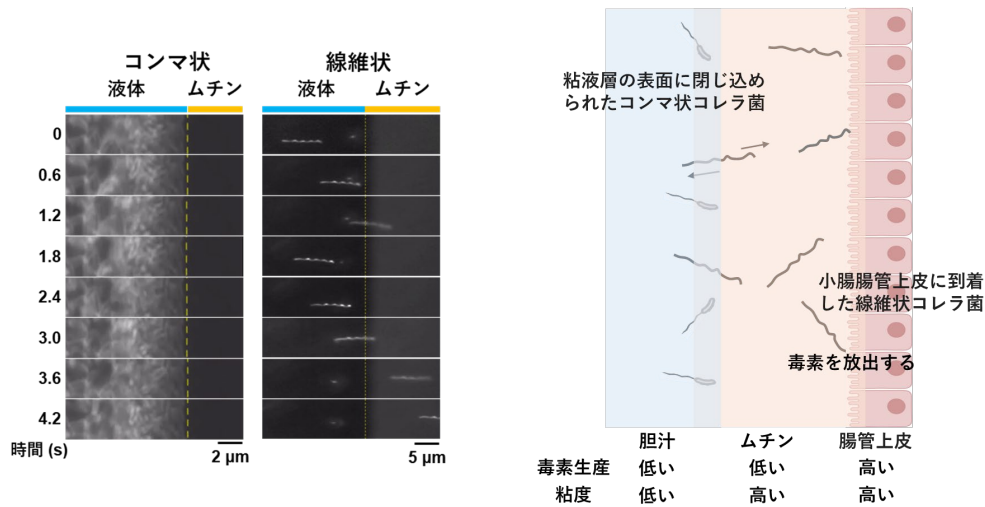 コンマ状
線維状
液体
ムチン
液体
ムチン
0
0.6
1.2
1.8
2.4
3.0
3.6
4.2
時間 (s)
2 µm
5 µm
粘液層の表面に閉じ込め
られたコンマ状コレラ菌
小腸腸管上皮に到着
した線維状コレラ菌
毒素を放出する
胆汁 ムチン 腸管上皮
毒素生産 低い 低い 高い
粘度 低い 高い 高い